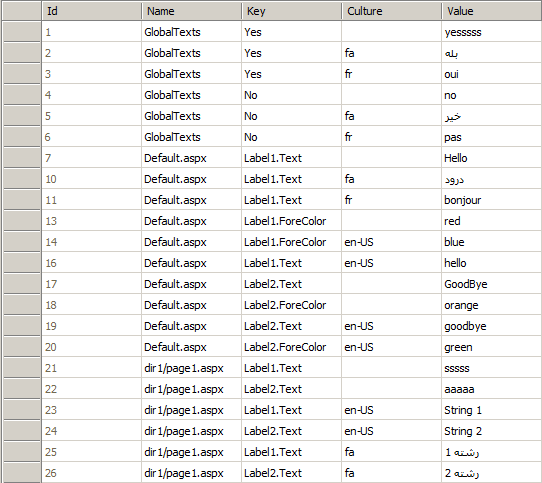 Id Name Key Culture Value
1 GlobalTexts Yes yesssss
2 GlobalTexts Yes fa بله
3 GlobalTexts Yes fr oui
4 GlobalTexts No no
5 GlobalTexts No fa خیر
6 GlobalTexts No fr pas
7 Default.aspx Label1.Text Hello
10 Default.aspx Label1.Text fa درود
11 Default.aspx Label1.Text fr bonjour
13 Default.aspx Label1.ForeColor red
14 Default.aspx Label1.ForeColor en-US blue
16 Default.aspx Label1.Text en-US hello
17 Default.aspx Label2.Text GoodBye
18 Default.aspx Label2.ForeColor orange
19 Default.aspx Label2.Text en-US goodbye
20 Default.aspx Label2.ForeColor en-US green
21 dir1/page1.aspx Label1.Text sssss
22 dir1/page1.aspx Label2.Text aaaaa
23 dir1/page1.aspx Label1.Text en-US String 1
24 dir1/page1.aspx Label2.Text en-US String 2
25 dir1/page1.aspx Label1.Text fa رشته 1
26 dir1/page1.aspx Label2.Text fa رشته 2